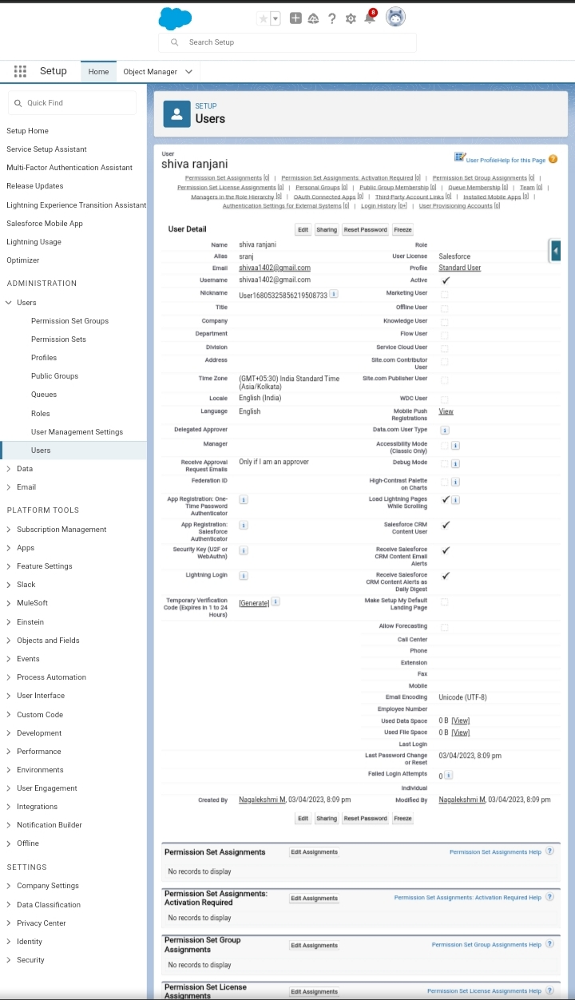 8
Search Setup
Setup
Home
Object Manager
Quick Find
Setup Home
Service Setup Assistant
Multi-Factor Authentication Assistant
Release Updates
Lightning Experience Transition Assistant
Salesforce Mobile App
Lightning Usage
Optimizer
ADMINISTRATION
Users
Permission Set Groups
Permission Sets
Profiles
Public Groups
Queues
Roles
User Management Settings
Users
Data
Email
PLATFORM TOOLS
Subscription Management
Apps
Feature Settings
Slack
MuleSoft
Einstein
Objects and Fields
Events
Process Automation
User Interface
Custom Code
Development
Performance
Environments
User Engagement
Integrations
Notification Builder
Offline
SETTINGS
Company Settings
Data Classification
Privacy Center
Identity
Security
SETUP
Users
User
shiva ranjani
User Profile Help for this Page ?
Permission Set Assignments [0] | Permission Set Assignments: Activation Required [0] | Permission Set Group Assignments [0] |
Permission Set License Assignments [0] | Personal Groups [0] | Public Group Membership [0] | Queue Membership [0] | Team [0] |
Managers in the Role Hierarchy [0] | OAuth Connected Apps [0] | Third-Party Account Links [0] | Installed Mobile Apps [0] |
Authentication Settings for External Systems [0] | Login History [0+] | User Provisioning Accounts [0]
User Detail Edit Sharing Reset Password Freeze
Name shiva ranjani Role
Alias sranj User License Salesforce
Email shivaa1402@gmail.com Profile Standard User
Username shivaa1402@gmail.com Active ✓
Nickname User16805325856219508733 i Marketing User
Title Offline User
Company Knowledge User
Department Flow User
Division Service Cloud User
Address Site.com Contributor
User
Time Zone (GMT+05:30) India Standard Time Site.com Publisher User
(Asia/Kolkata)
Locale English (India) WDC User
Language English Mobile Push View
Registrations
Delegated Approver Data.com User Type i
Manager Accessibility Mode i
(Classic Only)
Receive Approval Only if I am an approver Debug Mode i
Request Emails
Federation ID High-Contrast Palette i
on Charts
App Registration: One- i Load Lightning Pages ✓ i
Time Password While Scrolling
Authenticator
App Registration: i Salesforce CRM ✓
Salesforce Content User
Authenticator
Security Key (U2F or i Receive Salesforce ✓
WebAuthn) CRM Content Email
Alerts
Lightning Login i Receive Salesforce ✓
CRM Content Alerts as
Daily Digest
Temporary Verification [Generate] i Make Setup My Default
Code (Expires in 1 to 24 Landing Page
Hours)
Allow Forecasting
Call Center
Phone
Extension
Fax
Mobile
Email Encoding Unicode (UTF-8)
Employee Number
Used Data Space 0 B [View]
Used File Space 0 B [View]
Last Login
Last Password Change 03/04/2023, 8:09 pm
or Reset
Failed Login Attempts 0 i
Individual
Created By Nagalekshmi M, 03/04/2023, 8:09 pm Modified By Nagalekshmi M, 03/04/2023, 8:09 pm
Edit Sharing Reset Password Freeze
Permission Set Assignments Edit Assignments Permission Set Assignments Help ?
No records to display
Permission Set Assignments: Edit Assignments Permission Set Assignments: Activation Required Help ?
Activation Required
No records to display
Permission Set Group Edit Assignments Permission Set Group Assignments Help ?
Assignments
No records to display
Permission Set License Edit Assignments Permission Set License Assignments Help ?
Assignments